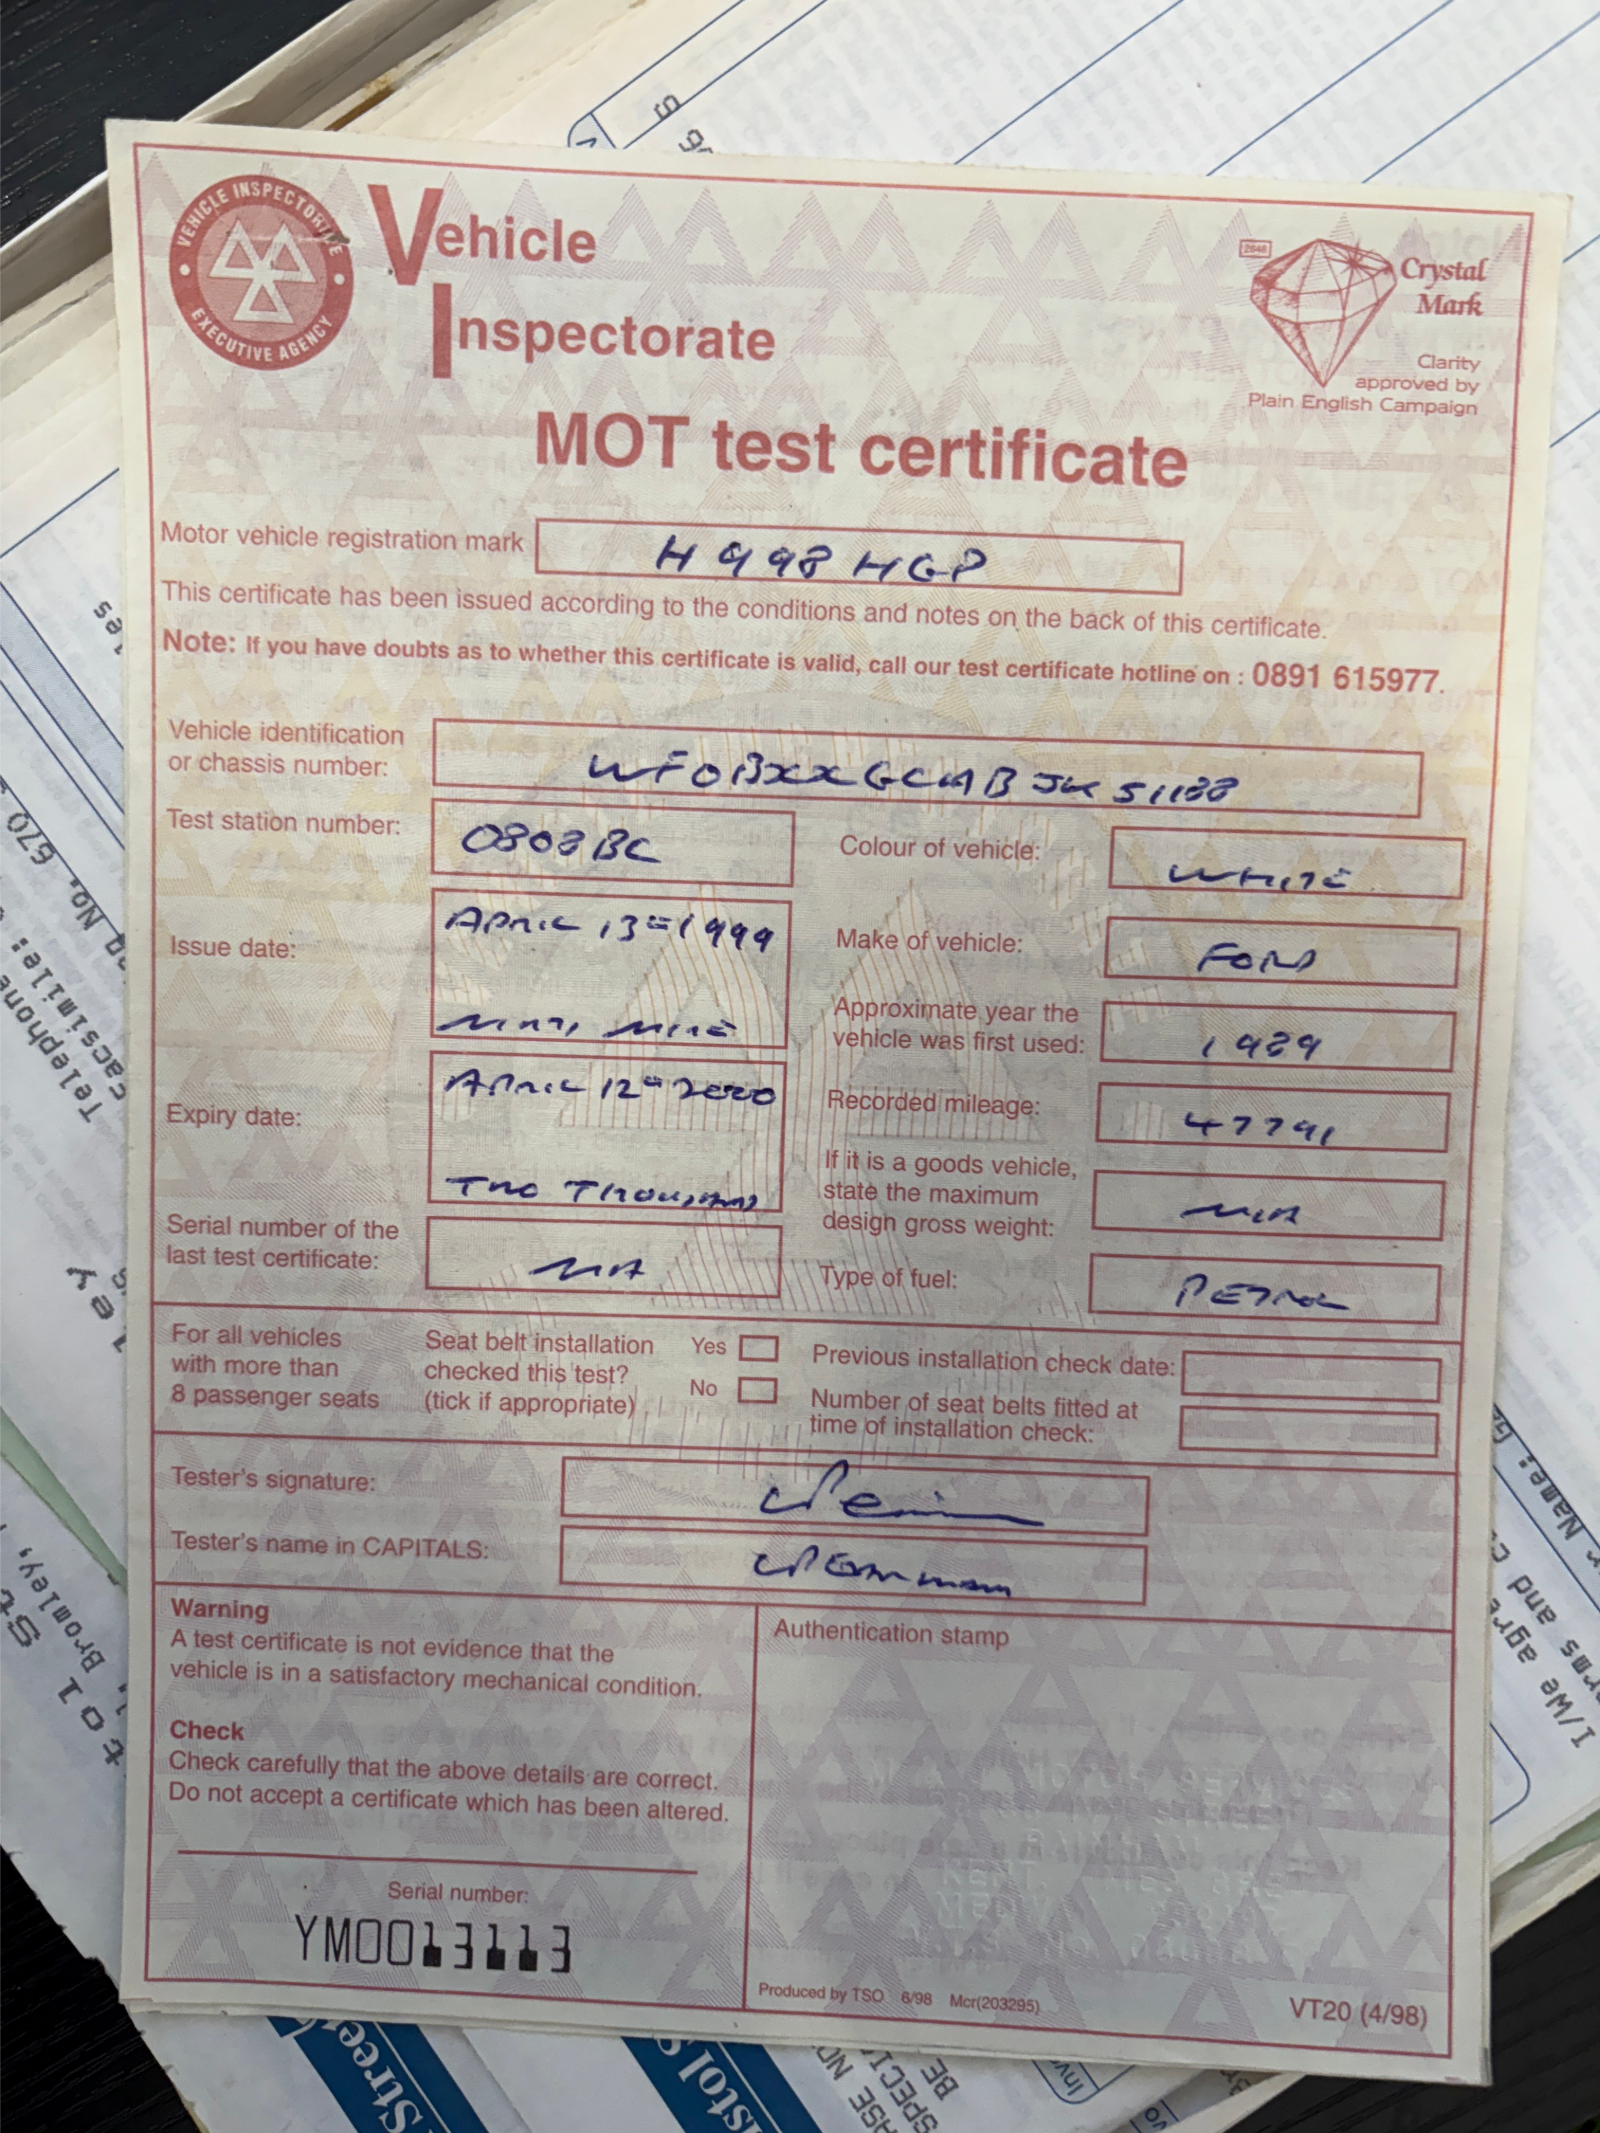 VEHICLE INSPECTORATE
EXECUTIVE AGENCY
Vehicle
Inspectorate
2646
Crystal
Mark
Clarity
approved by
Plain English Campaign
MOT test certificate
Motor vehicle registration mark
H 998 HGP
This certificate has been issued according to the conditions and notes on the back of this certificate.
Note: If you have doubts as to whether this certificate is valid, call our test certificate hotline on : 0891 615977.
Vehicle identification
or chassis number:
WF0BXXGCAB JK 51188
Test station number:
0808BC
Colour of vehicle:
WHITE
Issue date:
APRIL 13= 1999
Make of vehicle:
FORD
Approximate year the
vehicle was first used:
1989
Expiry date:
APRIL 12= 2000
TWO THOUSAND
Recorded mileage:
47791
If it is a goods vehicle,
state the maximum
design gross weight:
N/A
Serial number of the
last test certificate:
NA
Type of fuel:
PETROL
For all vehicles
with more than
8 passenger seats
Seat belt installation
checked this test?
(tick if appropriate)
Yes
No
Previous installation check date:
Number of seat belts fitted at
time of installation check:
Tester's signature:
Tester's name in CAPITALS:
Warning
A test certificate is not evidence that the
vehicle is in a satisfactory mechanical condition.
Check
Check carefully that the above details are correct.
Do not accept a certificate which has been altered.
Serial number:
YM0013113
Authentication stamp
Produced by TSO 6/98 Mcr(203295)
VT20 (4/98)